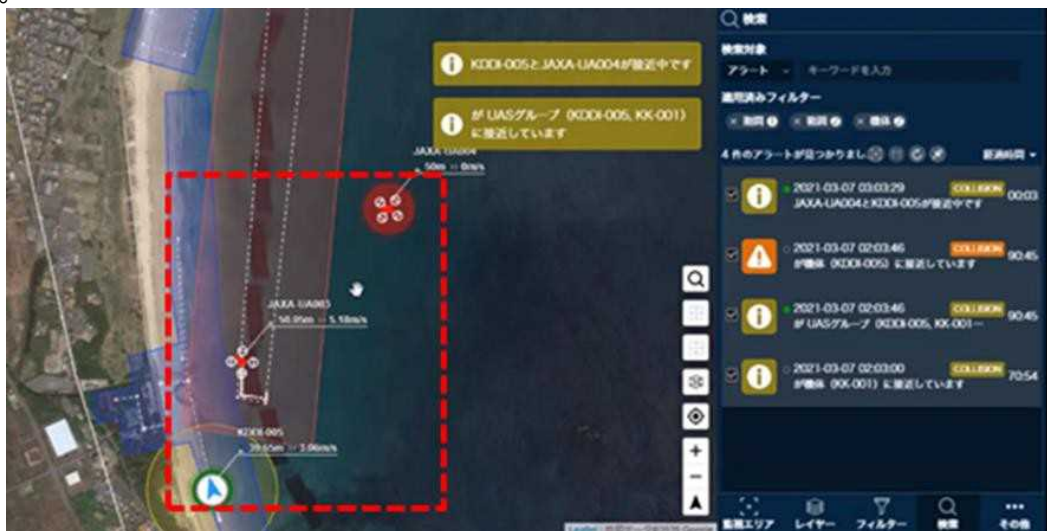 KDDI-005とJAXA-UA004が接近中です
が UASグループ (KDDI-005, KK-001)
に接近しています
JAXA-UA004
50m
0m/s
JAXA-UA003
5.18m/s
KDDI-005
検索
検索対象
アラート
キーワードを入力
適用済みフィルター
4 件のアラートが見つかりまし
経過時間
2021-03-07 03:03:29
COLLISION
00:03
JAXA-UA004とKDDI-005が接近中です
2021-03-07 02:03:46
COLLISION
90:45
が機体 (KDDI-005) に接近しています
2021-03-07 02:03:46
COLLISION
90:45
が UASグループ (KDDI-005, KK-001…
2021-03-07 02:03:00
COLLISION
70:54
が機体 (KK-001) に接近しています
監視エリア
レイヤー
フィルター
検索
その他